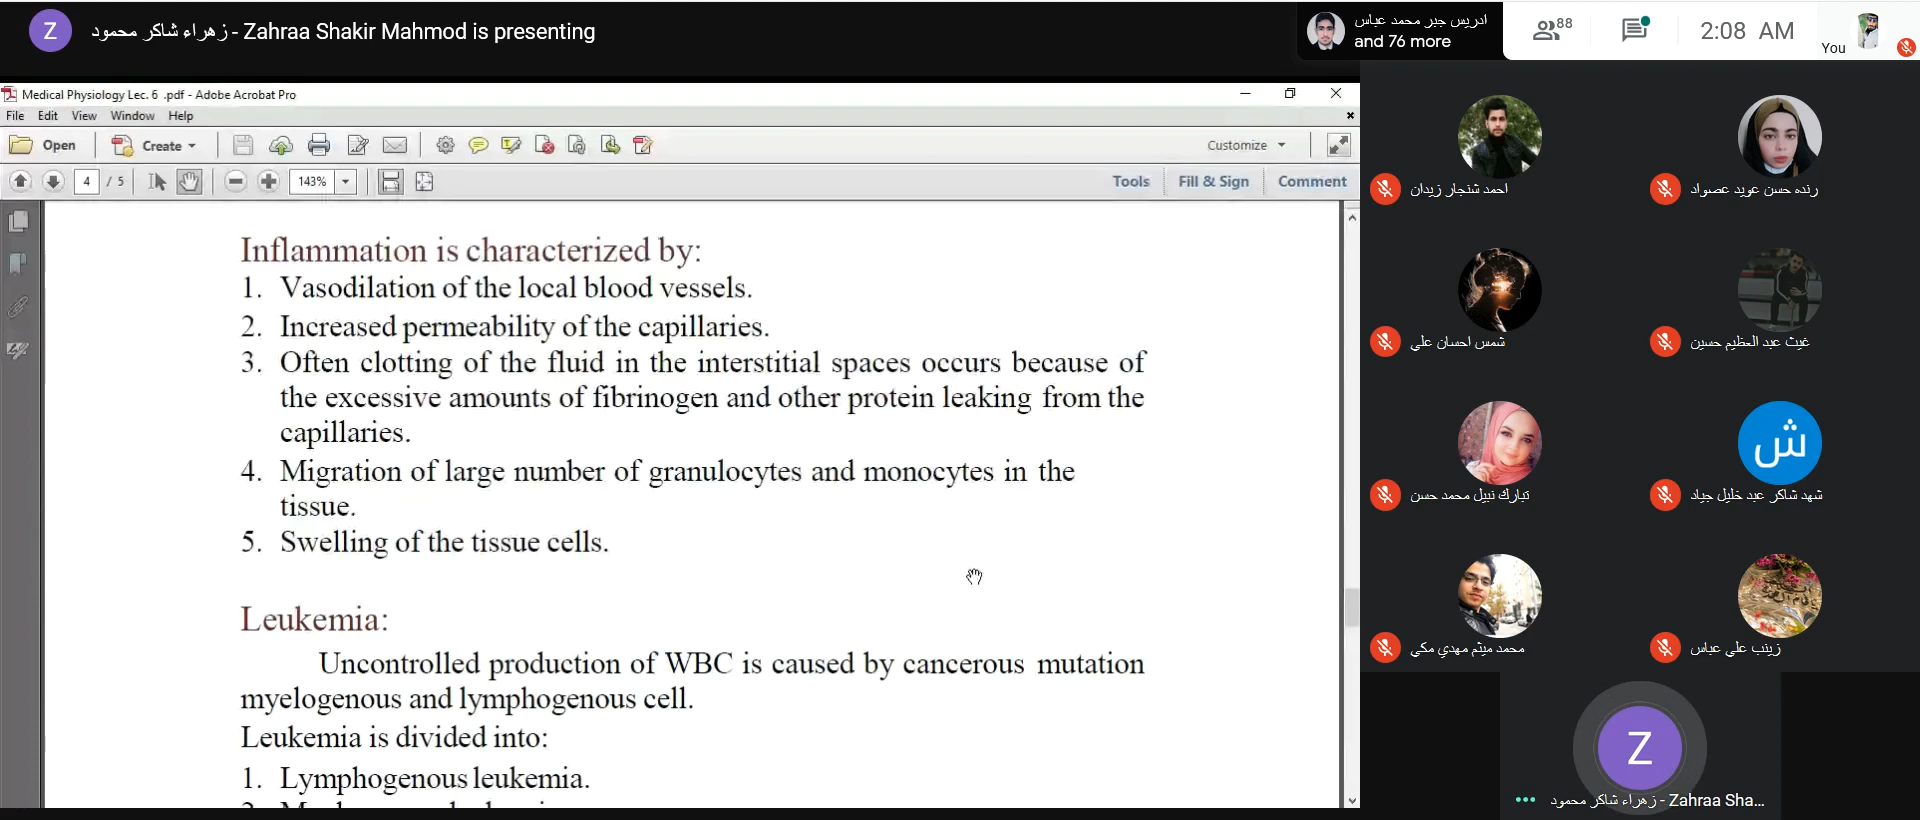 Z
زهراء شاكر محمود - Zahraa Shakir Mahmod is presenting
ادريس جبر محمد عباس
and 76 more
88
2:08 AM
You
Medical Physiology Lec. 6 .pdf - Adobe Acrobat Pro
File Edit View Window Help
Open Create Customize
4 / 5 143% Tools Fill & Sign Comment
Inflammation is characterized by:
1. Vasodilation of the local blood vessels.
2. Increased permeability of the capillaries.
3. Often clotting of the fluid in the interstitial spaces occurs because of
the excessive amounts of fibrinogen and other protein leaking from the
capillaries.
4. Migration of large number of granulocytes and monocytes in the
tissue.
5. Swelling of the tissue cells.
Leukemia:
Uncontrolled production of WBC is caused by cancerous mutation
myelogenous and lymphogenous cell.
Leukemia is divided into:
1. Lymphogenous leukemia.
احمد شنجار زيدان
رنده حسن عويد عصواد
شمس احسان علي
غيث عبد العظيم حسين
تبارك نبيل محمد حسن
ش
شهد شاكر عبد خليل جياد
محمد ميثم مهدي مكي
زينب علي عباس
Z
زهراء شاكر محمود - Zahraa Sha...